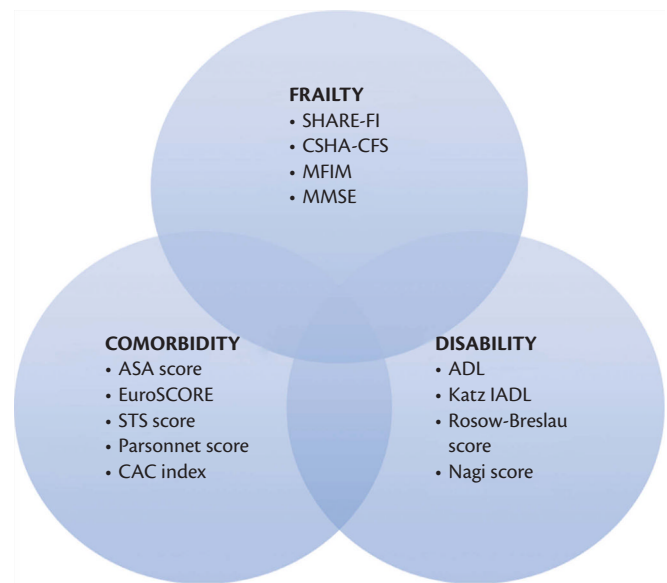 FRAILTY
• SHARE-FI
• CSHA-CFS
• MFIM
• MMSE
COMORBIDITY
• ASA score
• EuroSCORE
• STS score
• Parsonnet score
• CAC index
DISABILITY
• ADL
• Katz IADL
• Rosow-Breslau
score
• Nagi score